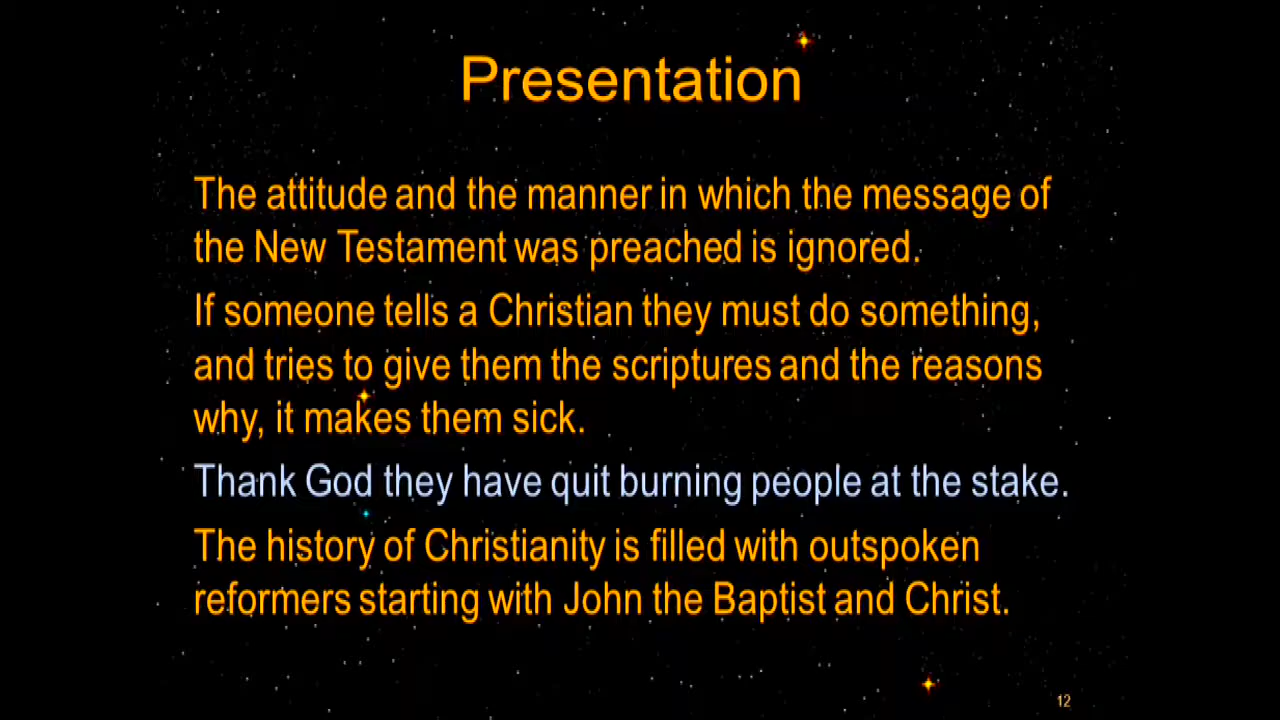 Presentation
The attitude and the manner in which the message of
the New Testament was preached is ignored.
If someone tells a Christian they must do something,
and tries to give them the scriptures and the reasons
why, it makes them sick.
Thank God they have quit burning people at the stake.
The history of Christianity is filled with outspoken
reformers starting with John the Baptist and Christ.
12